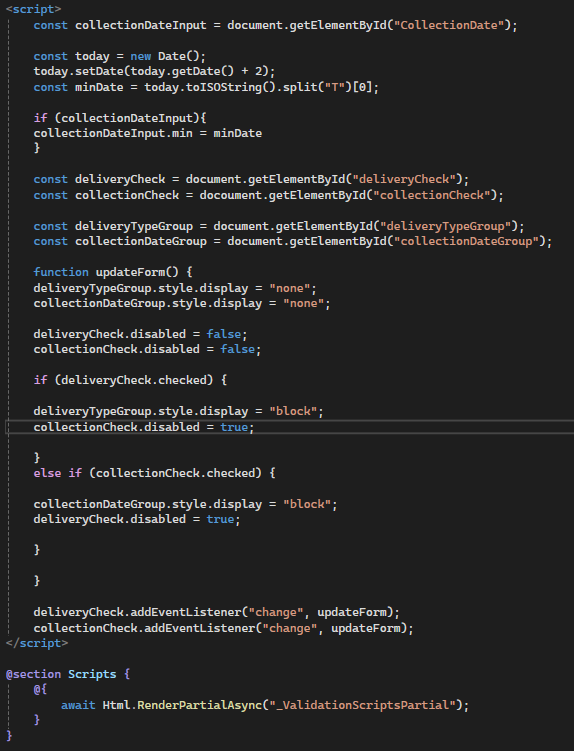 <script>
const collectionDateInput = document.getElementById("CollectionDate");
const today = new Date();
today.setDate(today.getDate() + 2);
const minDate = today.toISOString().split("T")[0];
if (collectionDateInput){
collectionDateInput.min = minDate
}
const deliveryCheck = document.getElementById("deliveryCheck");
const collectionCheck = docoument.getElementById("collectionCheck");
const deliveryTypeGroup = document.getElementById("deliveryTypeGroup");
const collectionDateGroup = document.getElementById("collectionDateGroup");
function updateForm() {
deliveryTypeGroup.style.display = "none";
collectionDateGroup.style.display = "none";
deliveryCheck.disabled = false;
collectionCheck.disabled = false;
if (deliveryCheck.checked) {
deliveryTypeGroup.style.display = "block";
collectionCheck.disabled = true;
}
else if (collectionCheck.checked) {
collectionDateGroup.style.display = "block";
deliveryCheck.disabled = true;
}
}
deliveryCheck.addEventListener("change", updateForm);
collectionCheck.addEventListener("change", updateForm);
</script>
@section Scripts {
@{
await Html.RenderPartialAsync("_ValidationScriptsPartial");
}
}